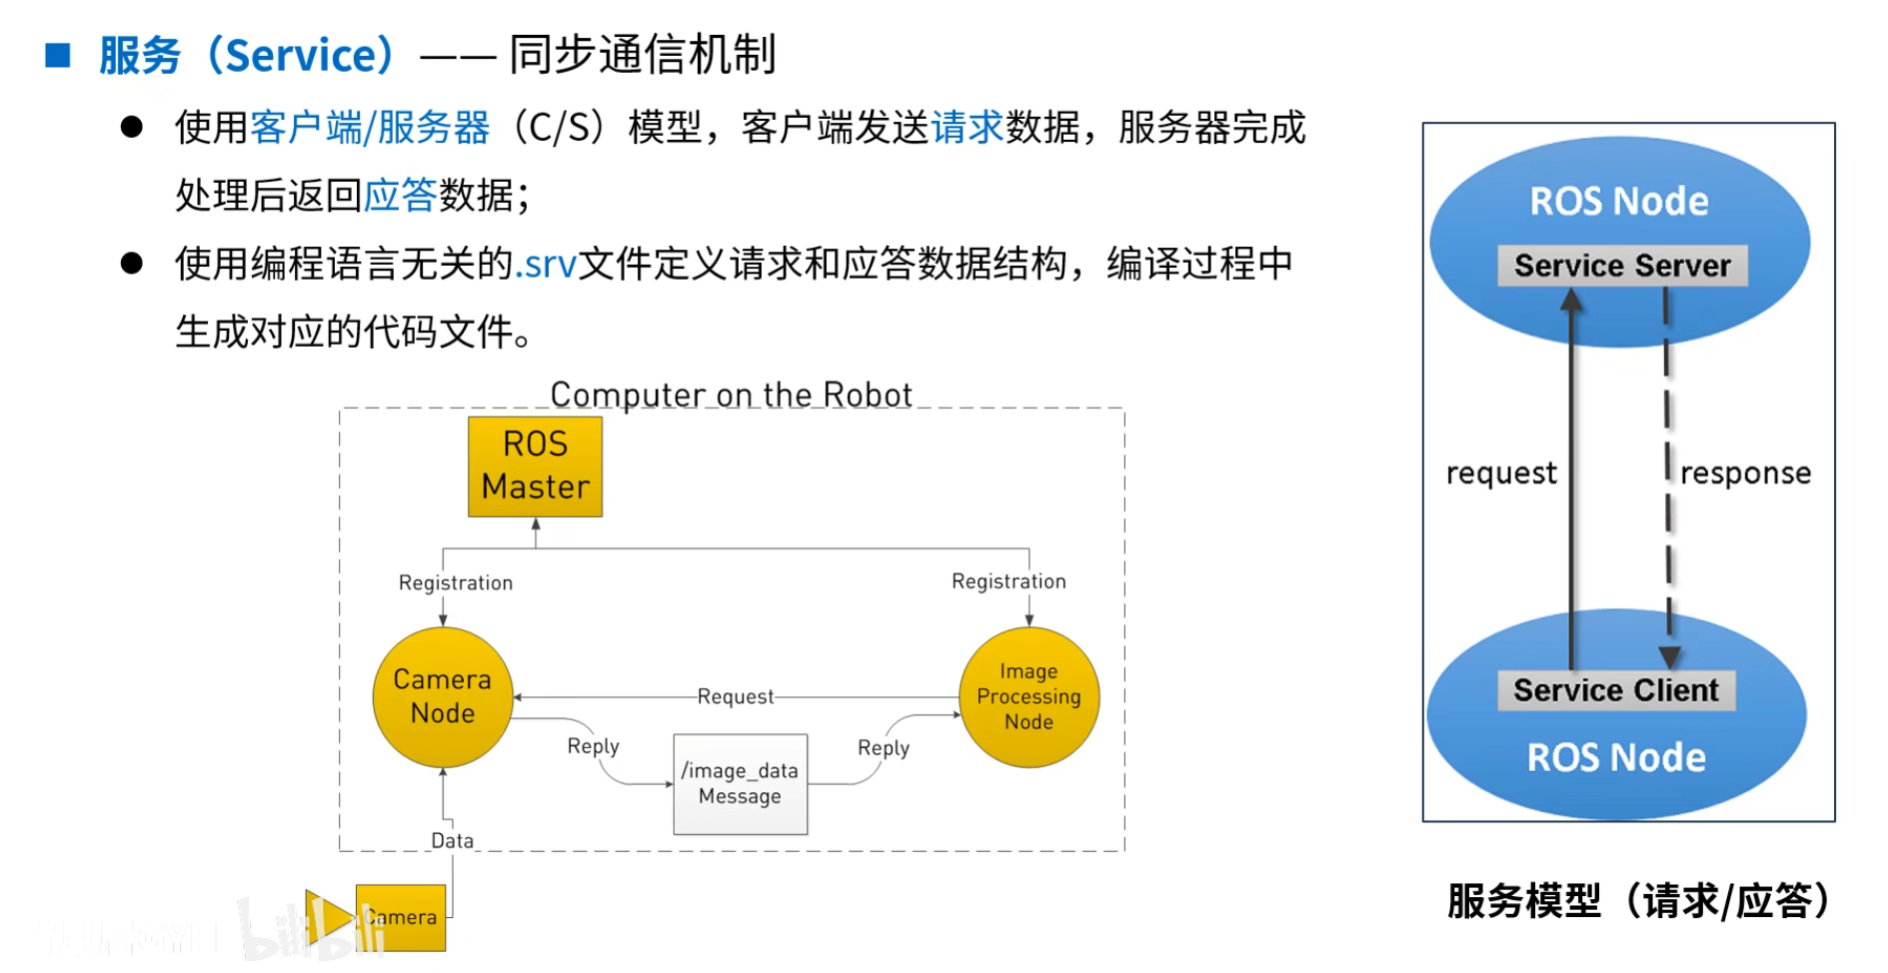 服务（Service）—— 同步通信机制
使用客户端/服务器（C/S）模型，客户端发送请求数据，服务器完成
处理后返回应答数据；
使用编程语言无关的.srv文件定义请求和应答数据结构，编译过程中
生成对应的代码文件。
Computer on the Robot
ROS
Master
Registration
Registration
Camera
Node
Request
Image
Processing
Node
Reply
Reply
/image_data
Message
Data
Camera
bilibili
ROS Node
Service Server
request
response
Service Client
ROS Node
服务模型（请求/应答）